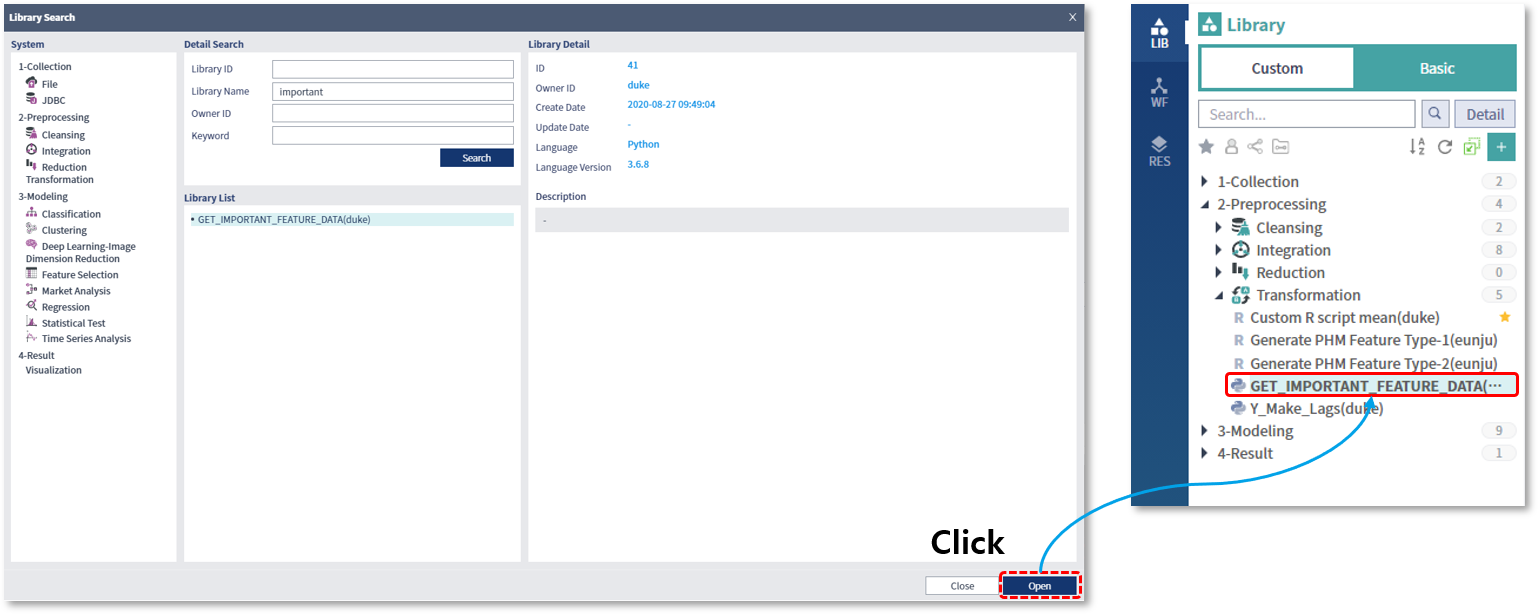 Library Search
X
System
1-Collection
File
JDBC
2-Preprocessing
Cleansing
Integration
Reduction
Transformation
3-Modeling
Classification
Clustering
Deep Learning-Image
Dimension Reduction
Feature Selection
Market Analysis
Regression
Statistical Test
Time Series Analysis
4-Result
Visualization
Detail Search
Library ID
Library Name important
Owner ID
Keyword
Search
Library List
• GET_IMPORTANT_FEATURE_DATA(duke)
Library Detail
ID 41
Owner ID duke
Create Date 2020-08-27 09:49:04
Update Date -
Language Python
Language Version 3.6.8
Description
-
Click
Close Open
LIB
WF
RES
Library
Custom Basic
Search... Detail
1-Collection 2
2-Preprocessing 4
Cleansing 2
Integration 8
Reduction 0
Transformation 5
R Custom R script mean(duke)
R Generate PHM Feature Type-1(eunju)
R Generate PHM Feature Type-2(eunju)
GET_IMPORTANT_FEATURE_DATA(···
Y_Make_Lags(duke)
3-Modeling 9
4-Result 1